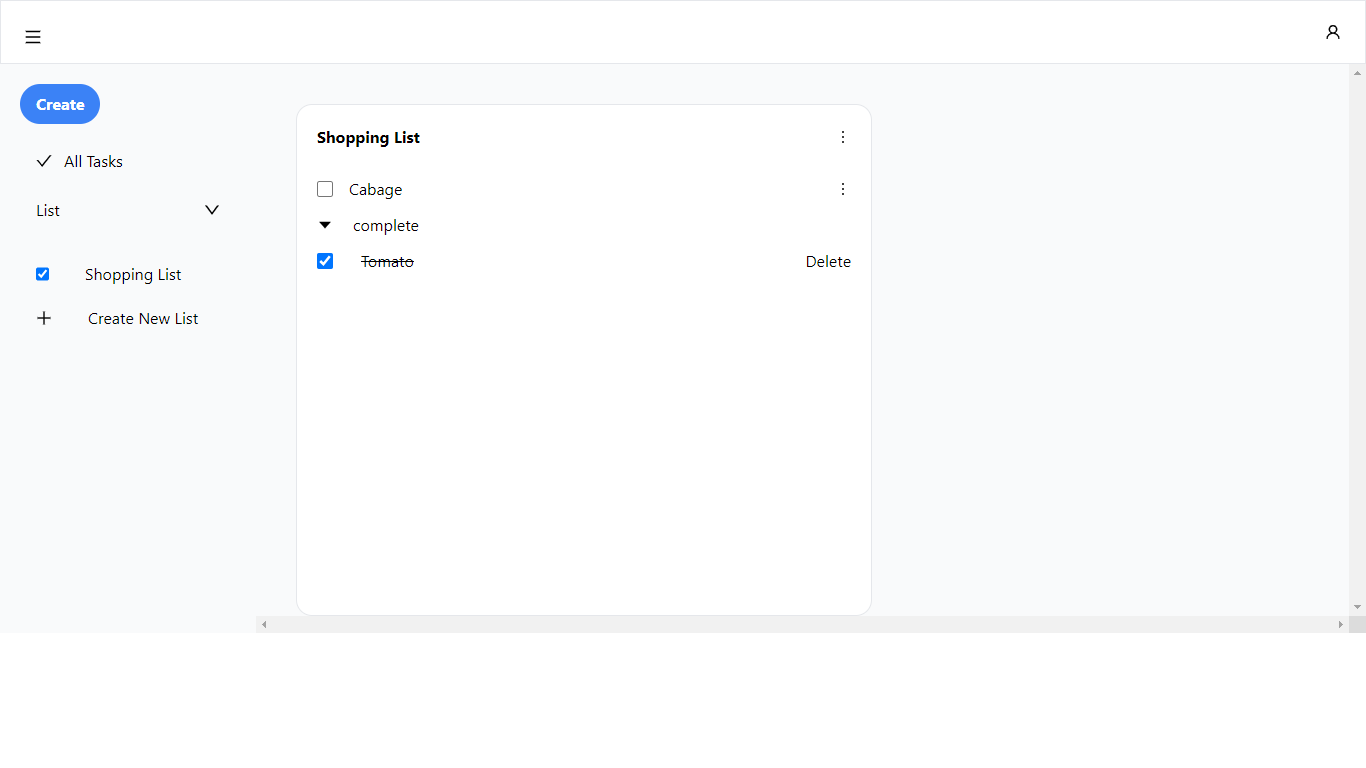 Create
All Tasks
List
Shopping List
Create New List
Shopping List
Cabage
complete
Tomato Delete